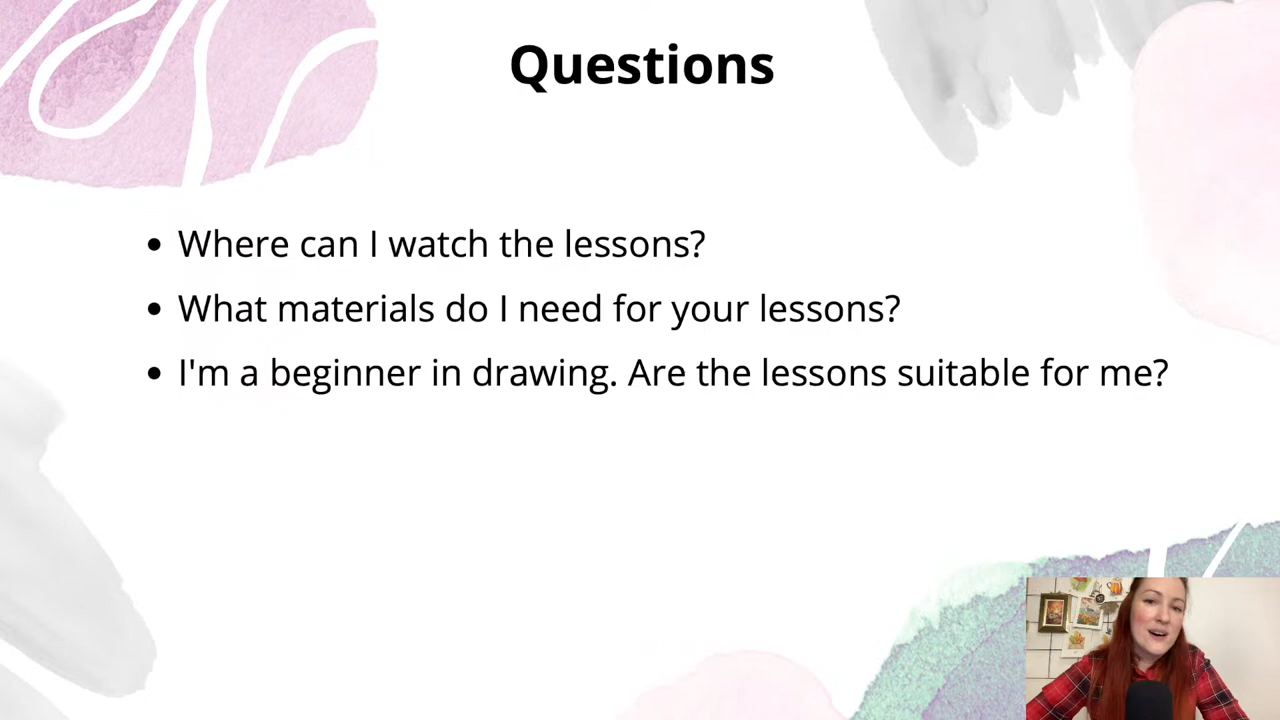 Questions
• Where can I watch the lessons?
• What materials do I need for your lessons?
• I'm a beginner in drawing. Are the lessons suitable for me?